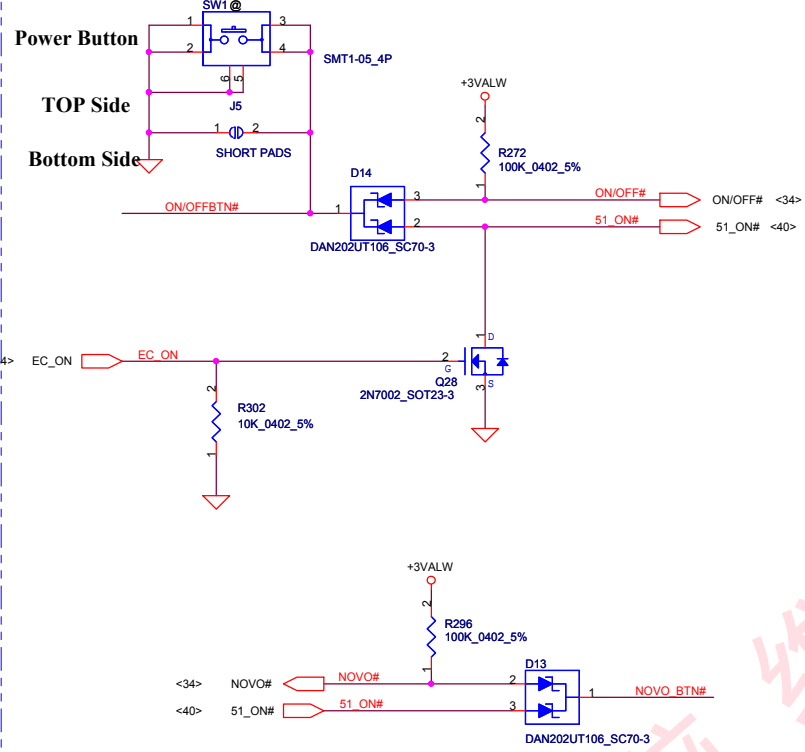 SW1 @
1
3
Power Button
2
4
SMT1-05_4P
6
5
TOP Side
J5
+3VALW
1
2
2
Bottom Side
SHORT PADS
R272
100K_0402_5%
D14
1
3
ON/OFF#
ON/OFF# <34>
ON/OFFBTN#
1
2
51_ON#
51_ON# <40>
DAN202UT106_SC70-3
1
D
4> EC_ON
EC_ON
2
G
Q28
3
S
2N7002_SOT23-3
2
R302
10K_0402_5%
1
+3VALW
2
R296
100K_0402_5%
1
D13
<34> NOVO#
NOVO#
2
1
NOVO_BTN#
<40> 51_ON#
51_ON#
3
DAN202UT106_SC70-3